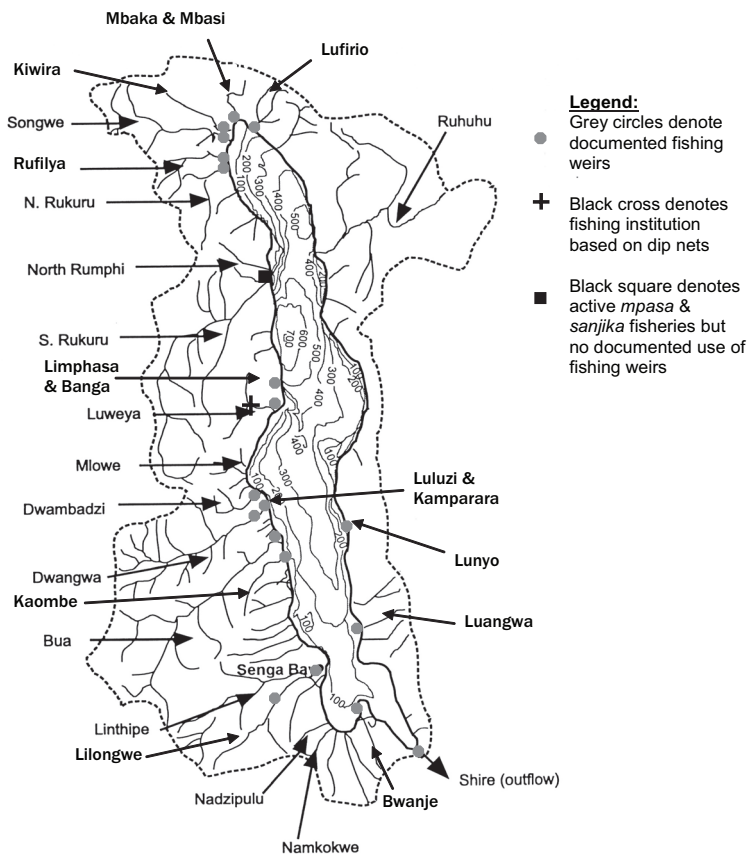 Mbaka & Mbasi
Lufirio
Kiwira
Songwe
Ruhuhu
Rufilya
N. Rukuru
North Rumphi
S. Rukuru
Limphasa
& Banga
Luweya
Mlowe
Dwambadzi
Luluzi &
Kamparara
Lunyo
Dwangwa
Kaombe
Luangwa
Bua
Senga Bay
Linthipe
Lilongwe
Nadzipulu
Namkokwe
Bwanje
Shire (outflow)
200
100
300
400
500
400
600
700
500
300
400
100
200
400
300
100
100
200
100
100
Legend:
Grey circles denote
documented fishing
weirs
Black cross denotes
fishing institution
based on dip nets
Black square denotes
active mpasa &
sanjika fisheries but
no documented use of
fishing weirs